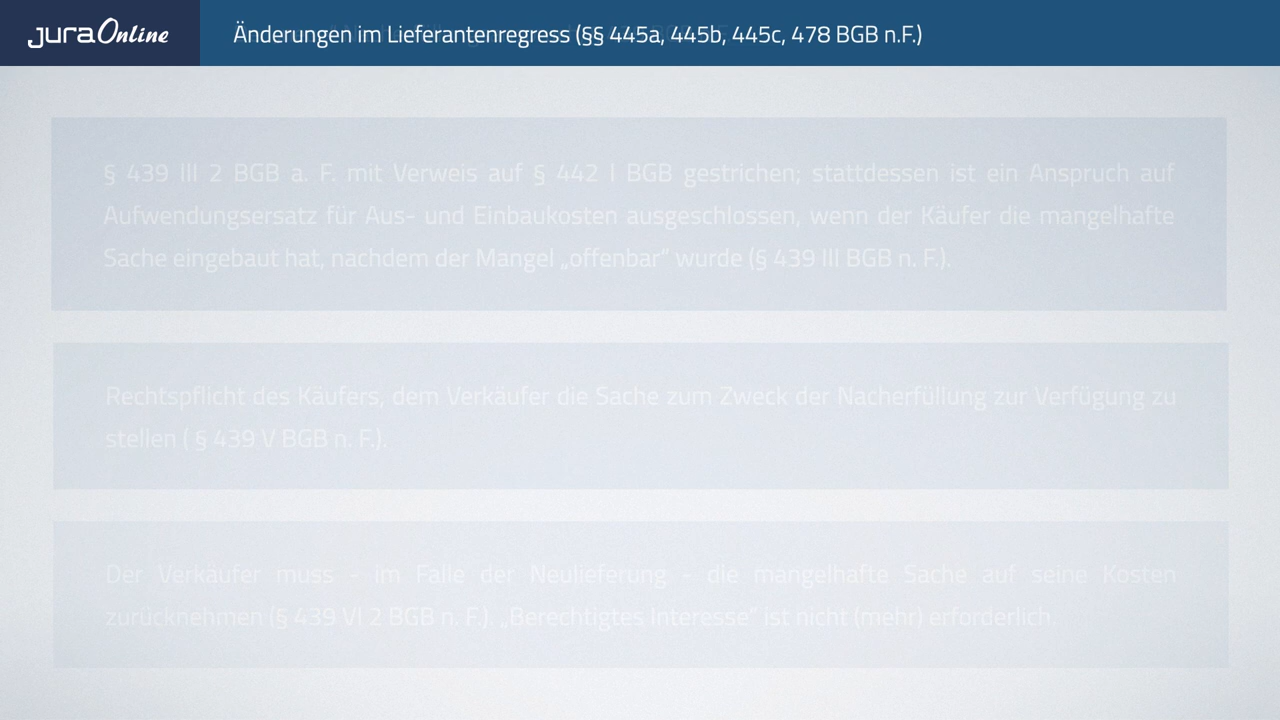 juraOnline
Änderungen im Lieferantenregress (§§ 445a, 445b, 445c, 478 BGB n.F.)
§ 439 III 2 BGB a. F. mit Verweis auf § 442 I BGB gestrichen; stattdessen ist ein Anspruch auf
Aufwendungsersatz für Aus- und Einbaukosten ausgeschlossen, wenn der Käufer die mangelhafte
Sache eingebaut hat, nachdem der Mangel „offenbar“ wurde (§ 439 III BGB n. F.).
Rechtspflicht des Käufers, dem Verkäufer die Sache zum Zweck der Nacherfüllung zur Verfügung zu
stellen ( § 439 V BGB n. F.).
Der Verkäufer muss - im Falle der Neulieferung - die mangelhafte Sache auf seine Kosten
zurücknehmen (§ 439 VI 2 BGB n. F.). „Berechtigtes Interesse“ ist nicht (mehr) erforderlich.